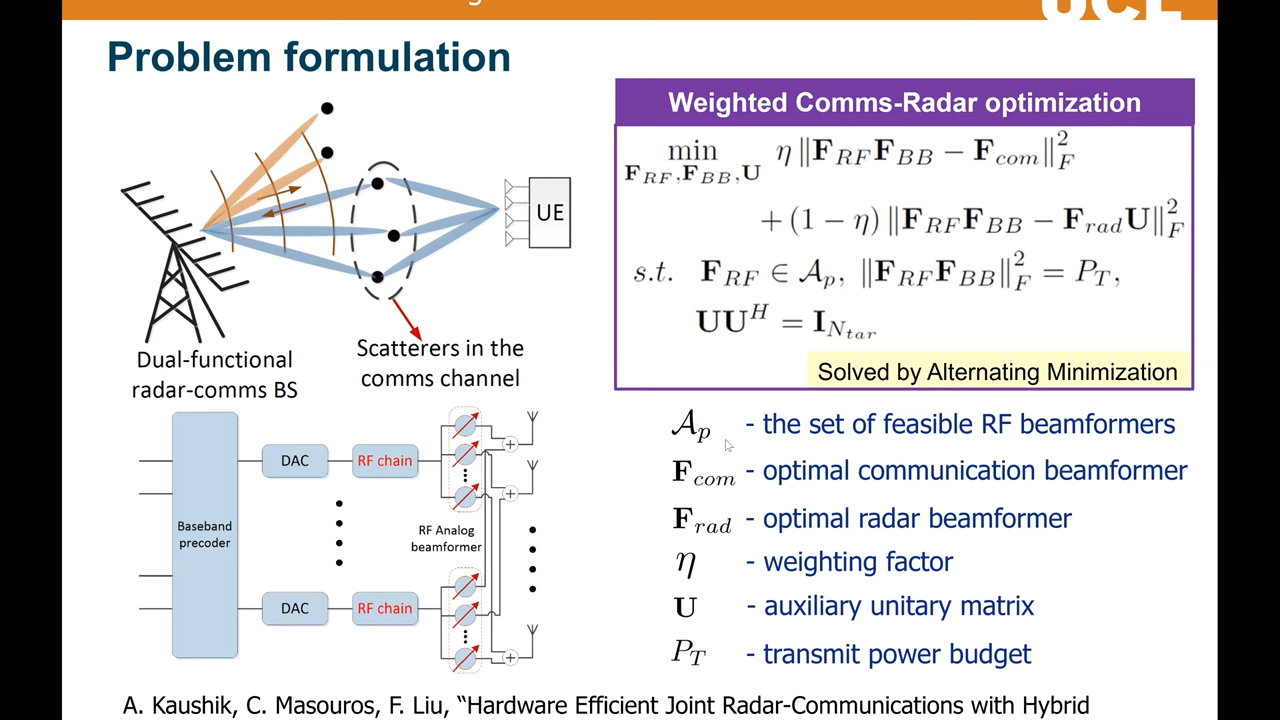 UCL
Problem formulation
Weighted Comms-Radar optimization
min η ‖F_RF F_BB − F_com‖²_F
F_RF, F_BB, U
+ (1 − η) ‖F_RF F_BB − F_rad U‖²_F
s.t. F_RF ∈ 𝒜_p, ‖F_RF F_BB‖²_F = P_T,
UU^H = I_{N_tar}
Solved by Alternating Minimization
UE
Dual-functional
radar-comms BS
Scatterers in the
comms channel
Baseband
precoder
DAC
RF chain
RF Analog
beamformer
DAC
RF chain
𝒜_p - the set of feasible RF beamformers
F_com - optimal communication beamformer
F_rad - optimal radar beamformer
η - weighting factor
U - auxiliary unitary matrix
P_T - transmit power budget
A. Kaushik, C. Masouros, F. Liu, “Hardware Efficient Joint Radar-Communications with Hybrid